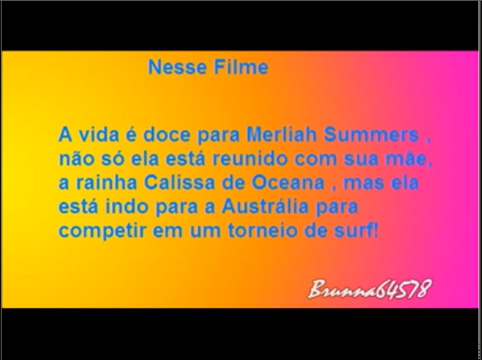 Nesse Filme
A vida é doce para Merliah Summers ,
não só ela está reunido com sua mãe,
a rainha Calissa de Oceana , mas ela
está indo para a Austrália para
competir em um torneio de surf!
Brunna64578